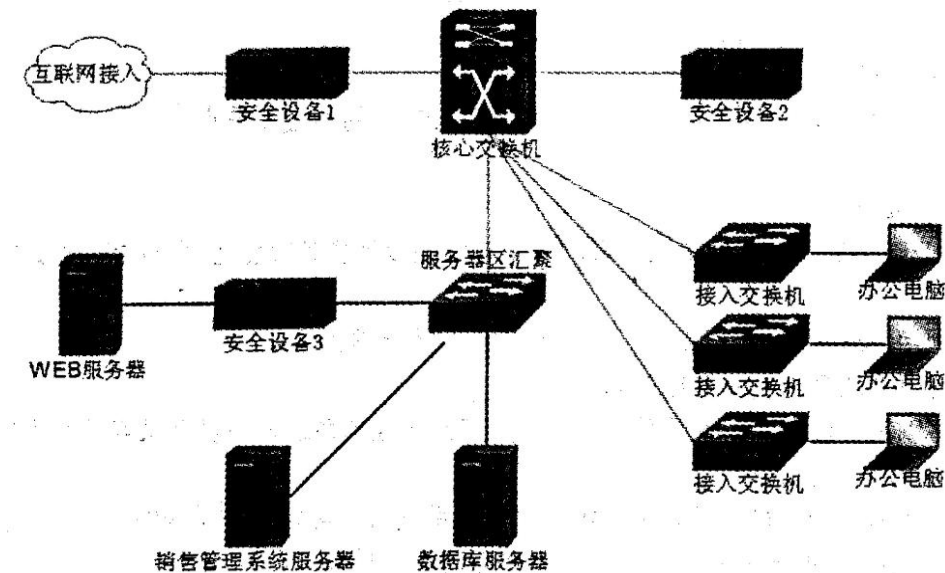 互联网接入
安全设备1
核心交换机
安全设备2
服务器区汇聚
WEB服务器
安全设备3
接入交换机
办公电脑
接入交换机
办公电脑
接入交换机
办公电脑
销售管理系统服务器
数据库服务器